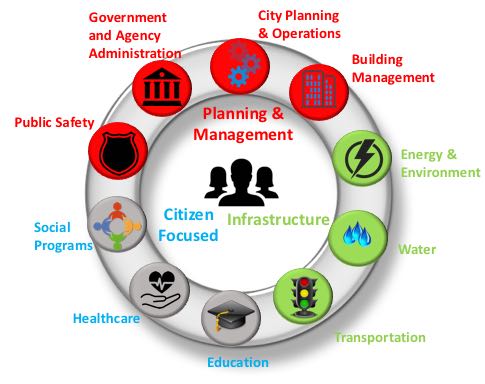 Government
and Agency
Administration
City Planning
& Operations
Building
Management
Public Safety
Planning &
Management
Energy &
Environment
Citizen
Focused
Infrastructure
Social
Programs
Water
Healthcare
Transportation
Education